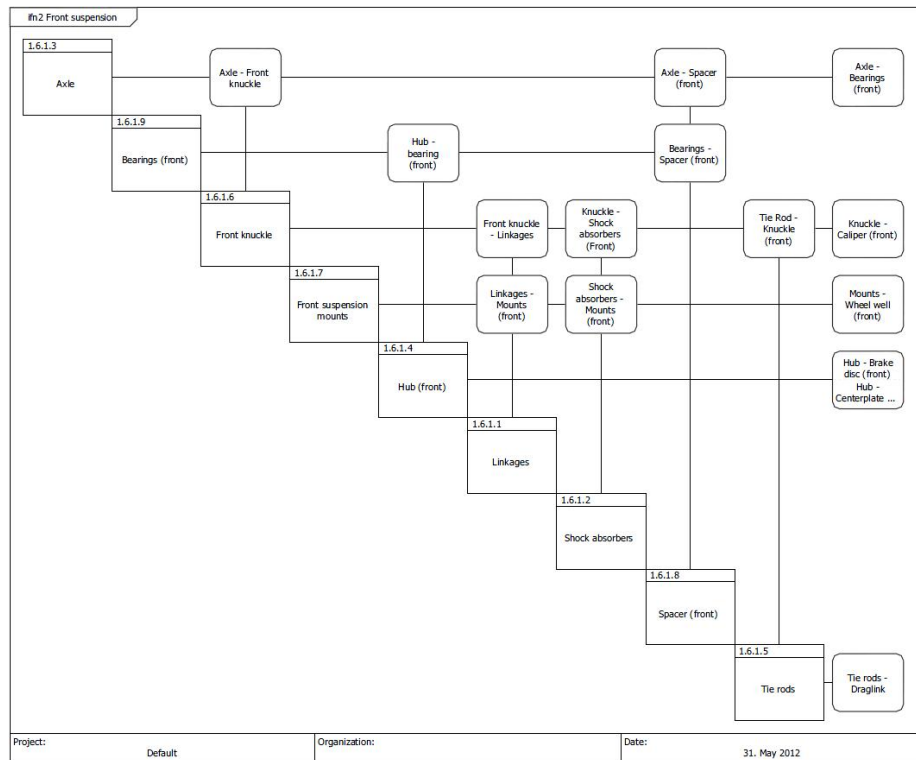 ifn2 Front suspension
1.6.1.3
Axle
Axle - Front
knuckle
Axle - Spacer
(front)
Axle -
Bearings
(front)
1.6.1.9
Bearings (front)
Hub -
bearing
(front)
Bearings -
Spacer (front)
1.6.1.6
Front knuckle
Front knuckle
- Linkages
Knuckle -
Shock
absorbers
(Front)
Tie Rod -
Knuckle
(front)
Knuckle -
Caliper (front)
1.6.1.7
Front suspension
mounts
Linkages -
Mounts
(front)
Shock
absorbers -
Mounts
(front)
Mounts -
Wheel well
(front)
1.6.1.4
Hub (front)
Hub - Brake
disc (front)
Hub -
Centerplate ...
1.6.1.1
Linkages
1.6.1.2
Shock absorbers
1.6.1.8
Spacer (front)
1.6.1.5
Tie rods
Tie rods -
Draglink
Project:
Default
Organization:
Date:
31. May 2012